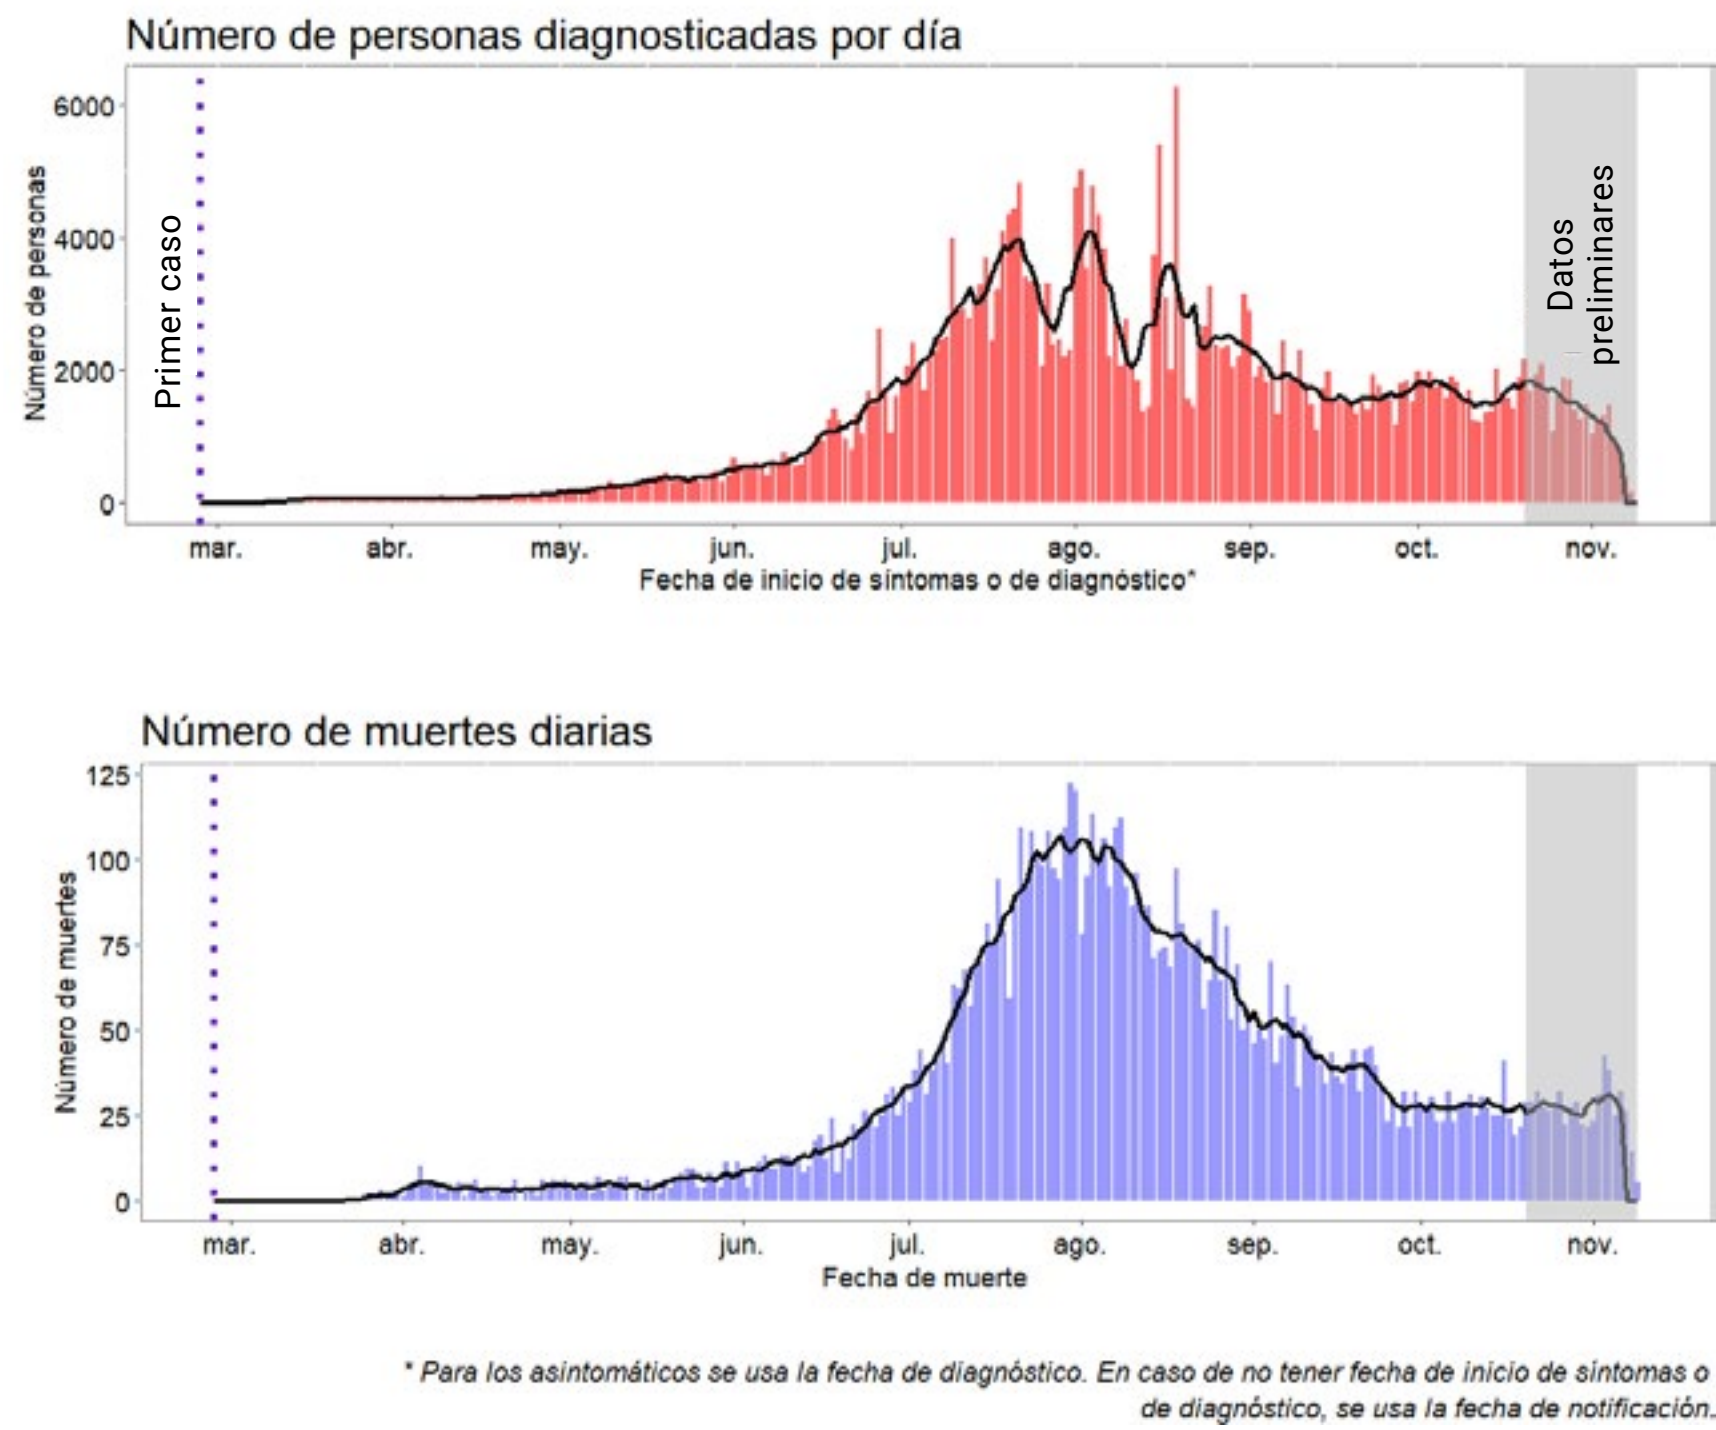 Número de personas diagnosticadas por día
Número de personas
6000
4000
2000
0
Primer caso
Datos
preliminares
mar.
abr.
may.
jun.
jul.
ago.
sep.
oct.
nov.
Fecha de inicio de síntomas o de diagnóstico*
Número de muertes diarias
Número de muertes
125
100
75
50
25
0
mar.
abr.
may.
jun.
jul.
ago.
sep.
oct.
nov.
Fecha de muerte
* Para los asintomáticos se usa la fecha de diagnóstico. En caso de no tener fecha de inicio de síntomas o
de diagnóstico, se usa la fecha de notificación.